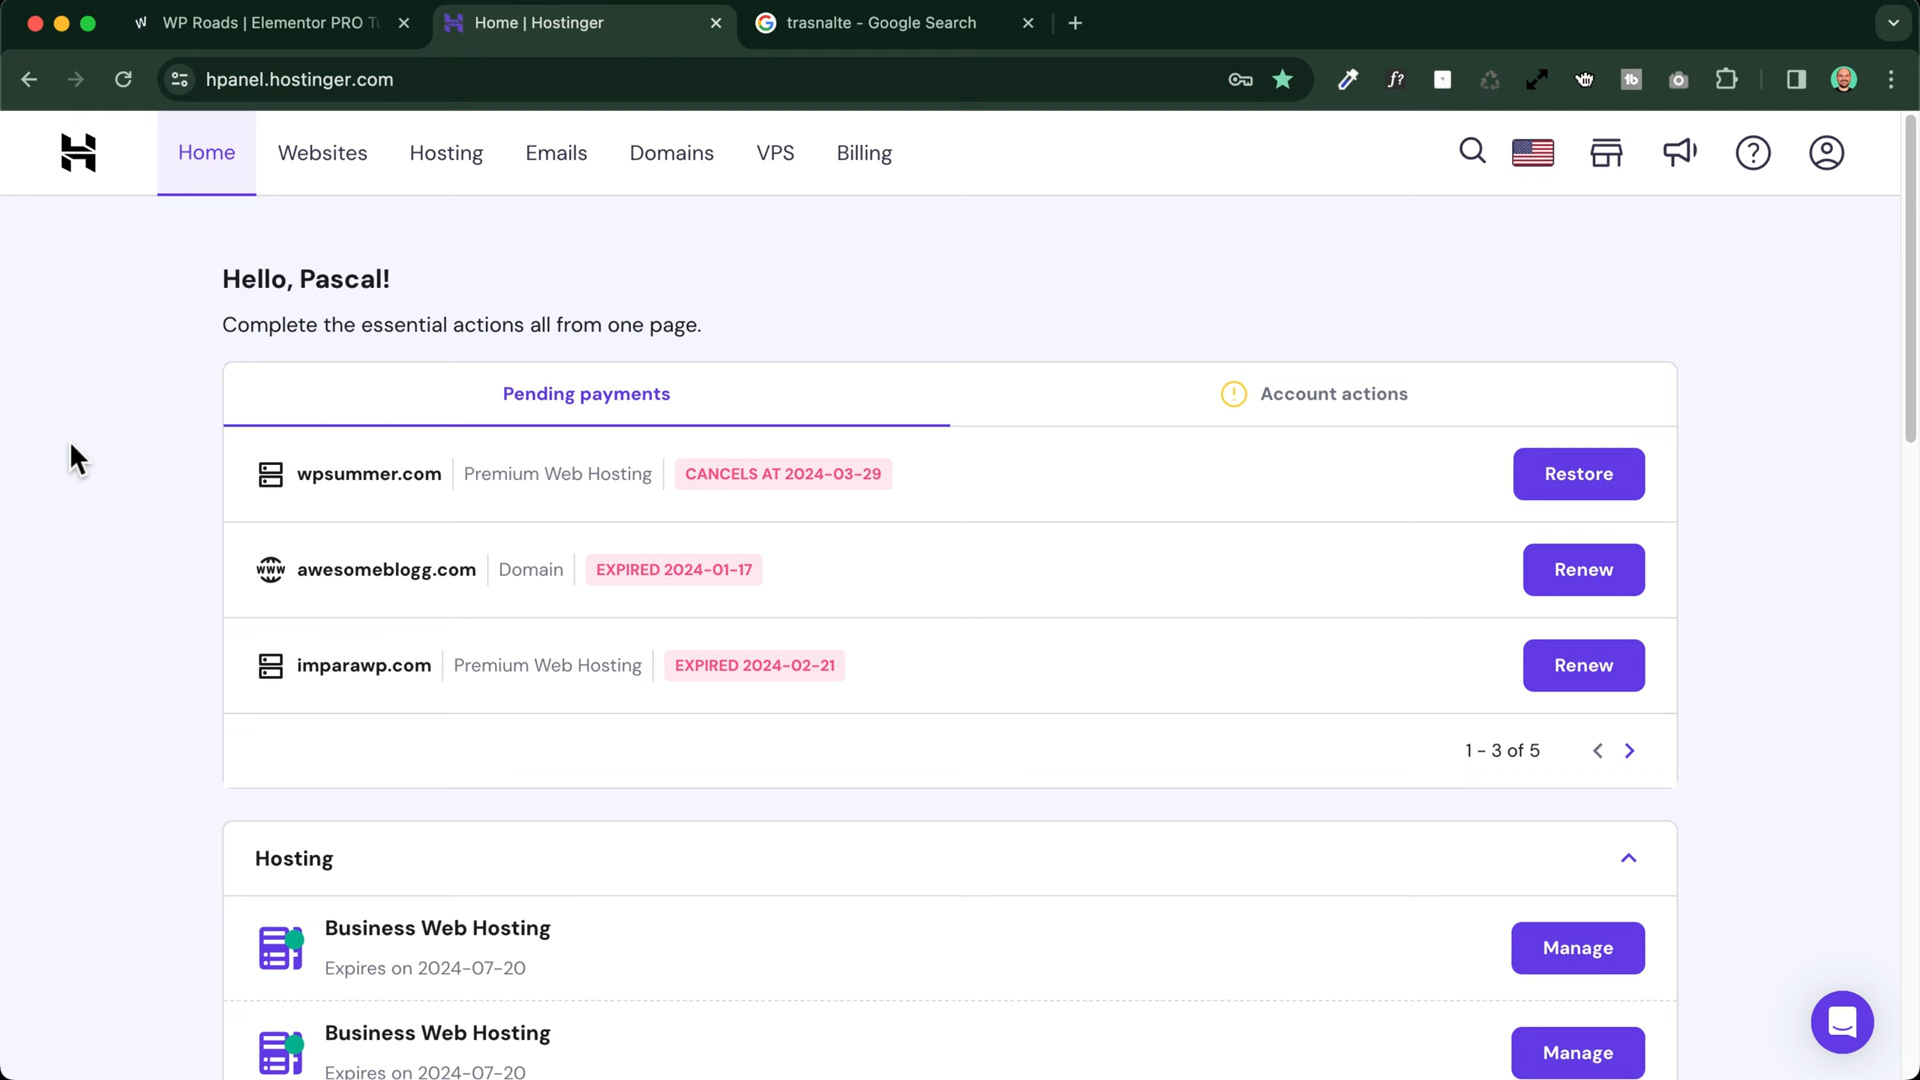 WP Roads | Elementor PRO Tu
Home | Hostinger
trasnalte - Google Search
hpanel.hostinger.com
Home
Websites
Hosting
Emails
Domains
VPS
Billing
Hello, Pascal!
Complete the essential actions all from one page.
Pending payments
Account actions
wpsummer.com
Premium Web Hosting
CANCELS AT 2024-03-29
Restore
awesomeblogg.com
Domain
EXPIRED 2024-01-17
Renew
imparawp.com
Premium Web Hosting
EXPIRED 2024-02-21
Renew
1 - 3 of 5
Hosting
Business Web Hosting
Expires on 2024-07-20
Manage
Business Web Hosting
Expires on 2024-07-20
Manage